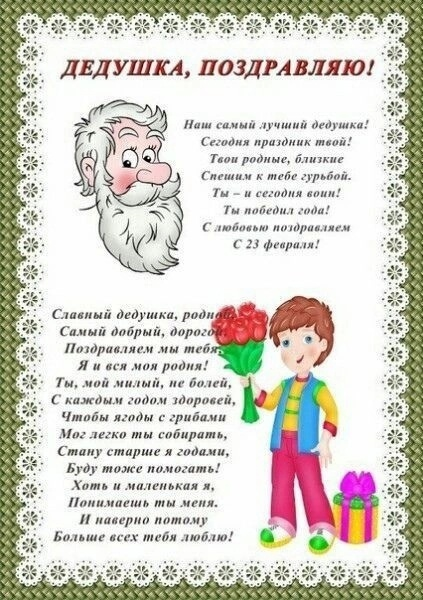 ДЕДУШКА, ПОЗДРАВЛЯЮ!
Наш самый лучший дедушка!
Сегодня праздник твой!
Твои родные, близкие
Спешим к тебе гурьбой.
Ты – и сегодня воин!
Ты победил года!
С любовью поздравляем
С 23 февраля!
Славный дедушка, родной,
Самый добрый, дорогой!
Поздравляем мы тебя,
Я и вся моя родня!
Ты, мой милый, не болей,
С каждым годом здоровей,
Чтобы ягоды с грибами
Мог легко ты собирать,
Стану старше я годами,
Буду тоже помогать!
Хоть и маленькая я,
Понимаешь ты меня.
И наверно потому
Больше всех тебя люблю!